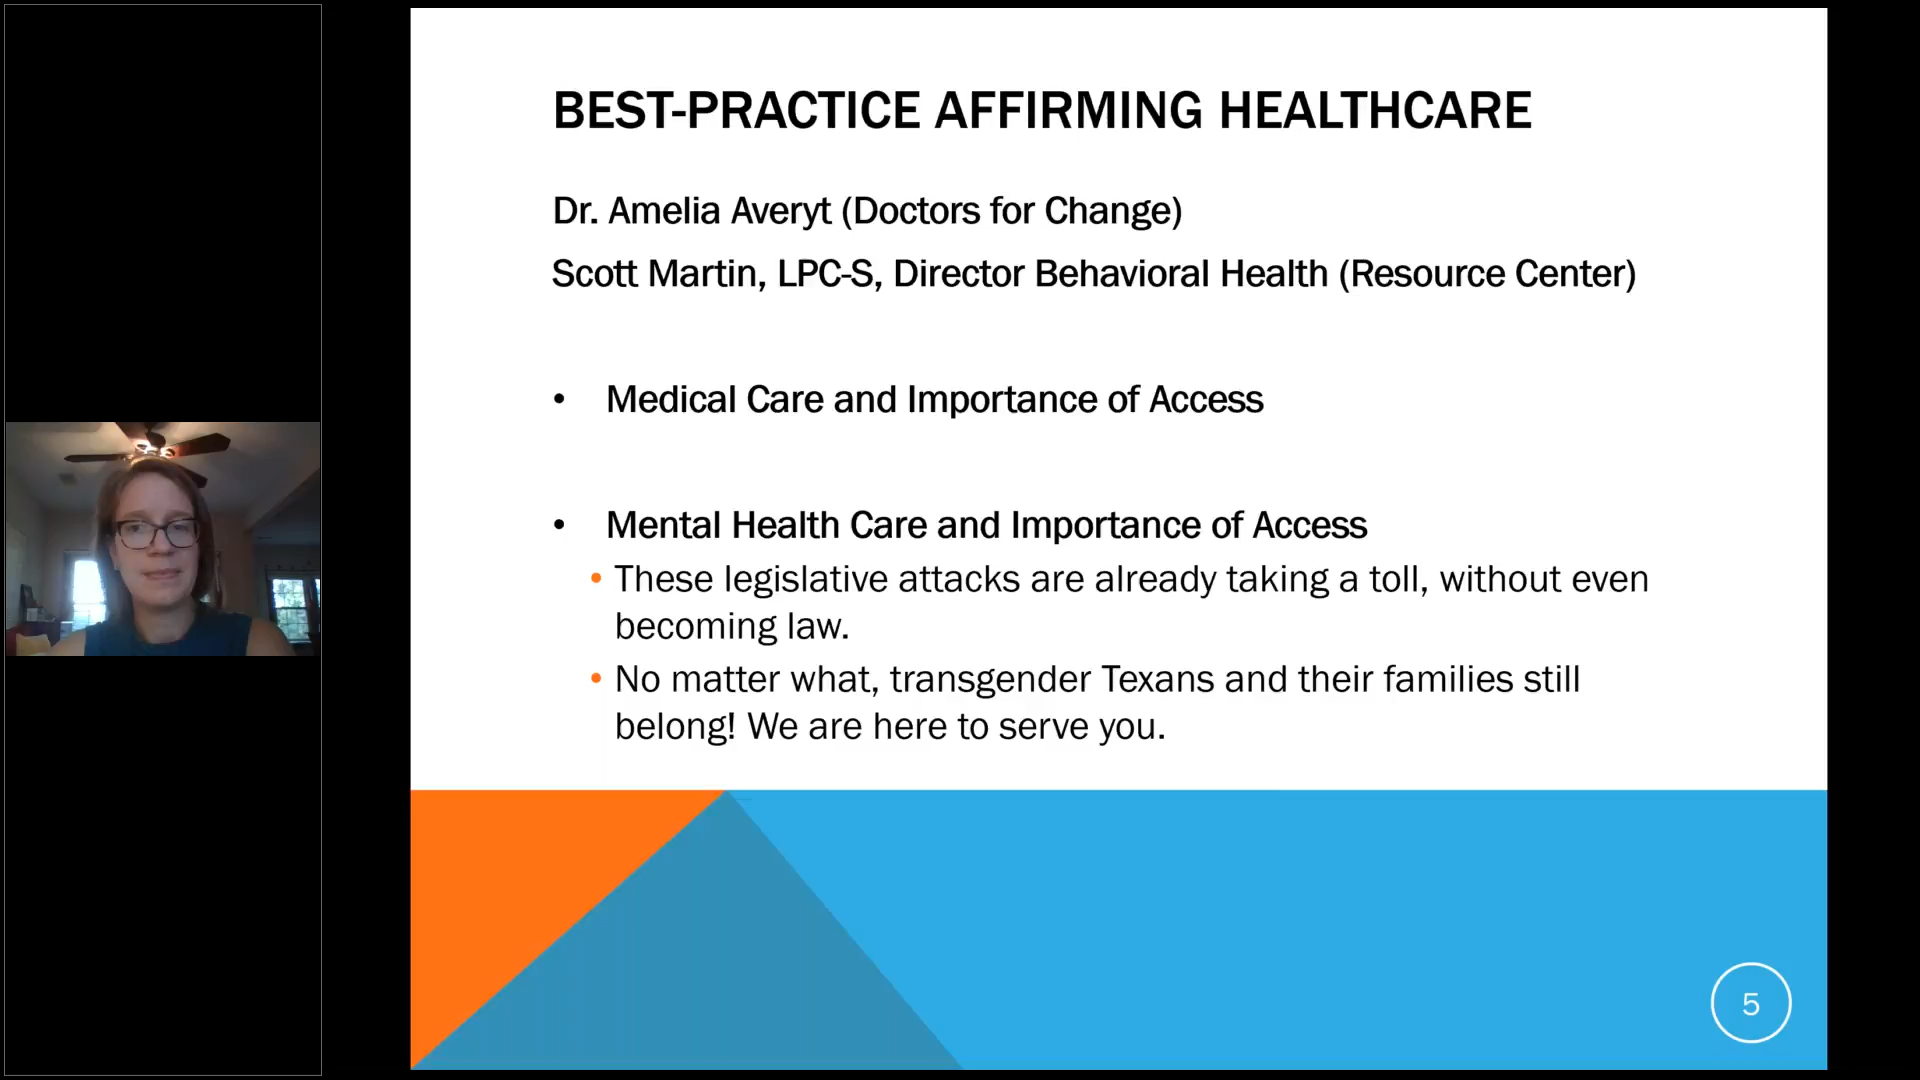 BEST-PRACTICE AFFIRMING HEALTHCARE
Dr. Amelia Averyt (Doctors for Change)
Scott Martin, LPC-S, Director Behavioral Health (Resource Center)
• Medical Care and Importance of Access
• Mental Health Care and Importance of Access
• These legislative attacks are already taking a toll, without even
becoming law.
• No matter what, transgender Texans and their families still
belong! We are here to serve you.
5